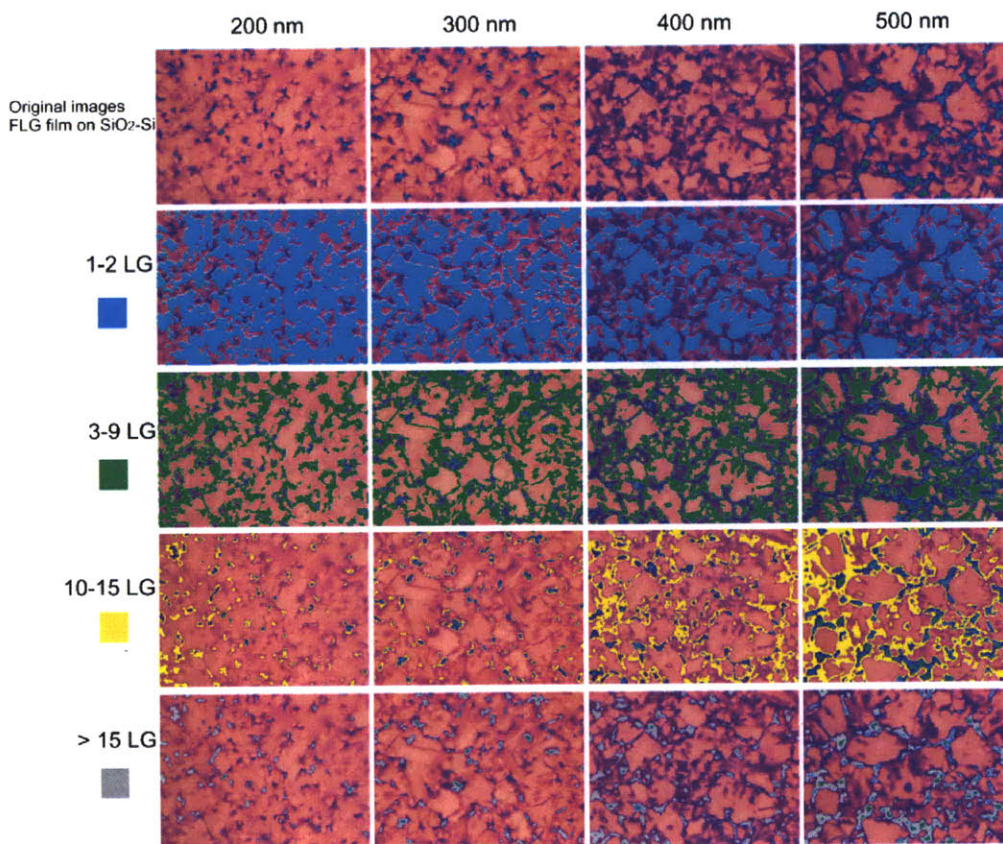 200 nm 300 nm 400 nm 500 nm
Original images
FLG film on SiO2-Si
1-2 LG
3-9 LG
10-15 LG
> 15 LG